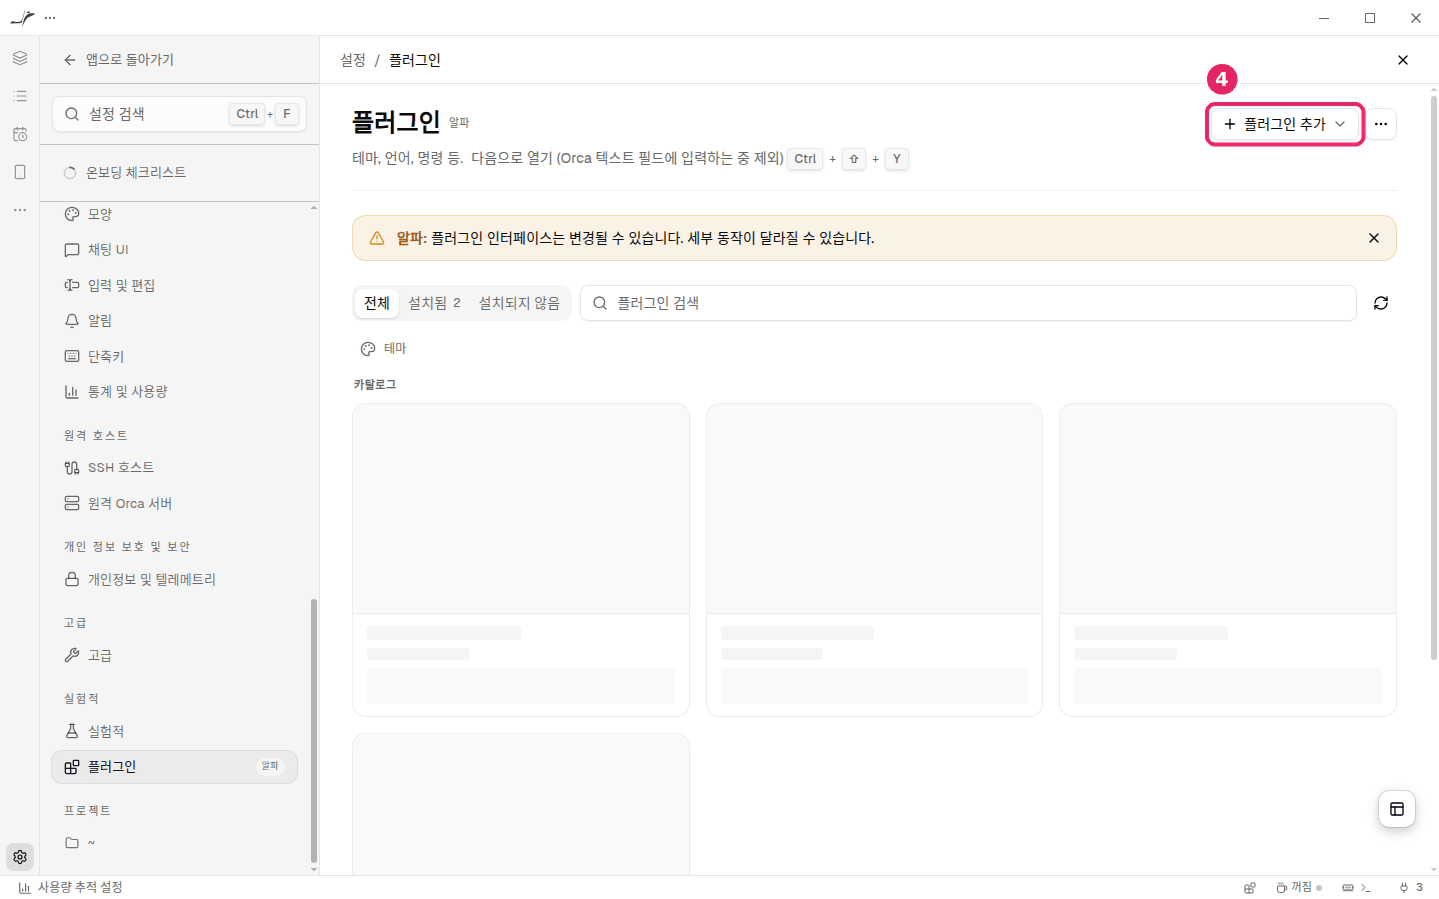 앱으로 돌아가기
설정 / 플러그인
4
설정 검색 Ctrl + F
플러그인 알파
플러그인 추가
테마, 언어, 명령 등. 다음으로 열기 (Orca 텍스트 필드에 입력하는 중 제외) Ctrl + ⇧ + Y
온보딩 체크리스트
모양
채팅 UI
입력 및 편집
알림
단축키
통계 및 사용량
원격 호스트
SSH 호스트
원격 Orca 서버
개인 정보 보호 및 보안
개인정보 및 텔레메트리
고급
고급
실험적
실험적
플러그인 알파
프로젝트
~
알파: 플러그인 인터페이스는 변경될 수 있습니다. 세부 동작이 달라질 수 있습니다.
전체 설치됨 2 설치되지 않음
플러그인 검색
테마
카탈로그
사용량 추적 설정
꺼짐
3